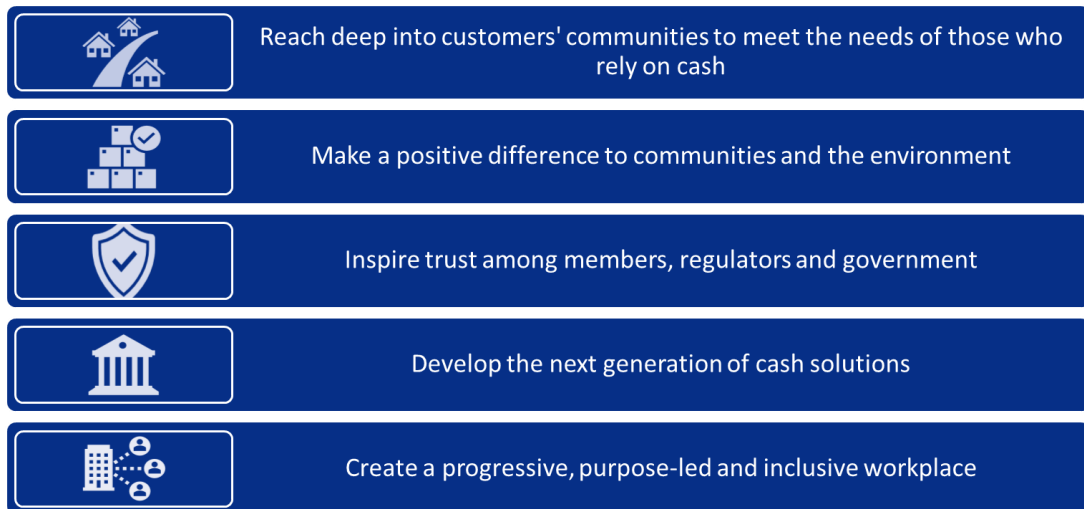 Reach deep into customers' communities to meet the needs of those who
rely on cash
Make a positive difference to communities and the environment
Inspire trust among members, regulators and government
Develop the next generation of cash solutions
Create a progressive, purpose-led and inclusive workplace